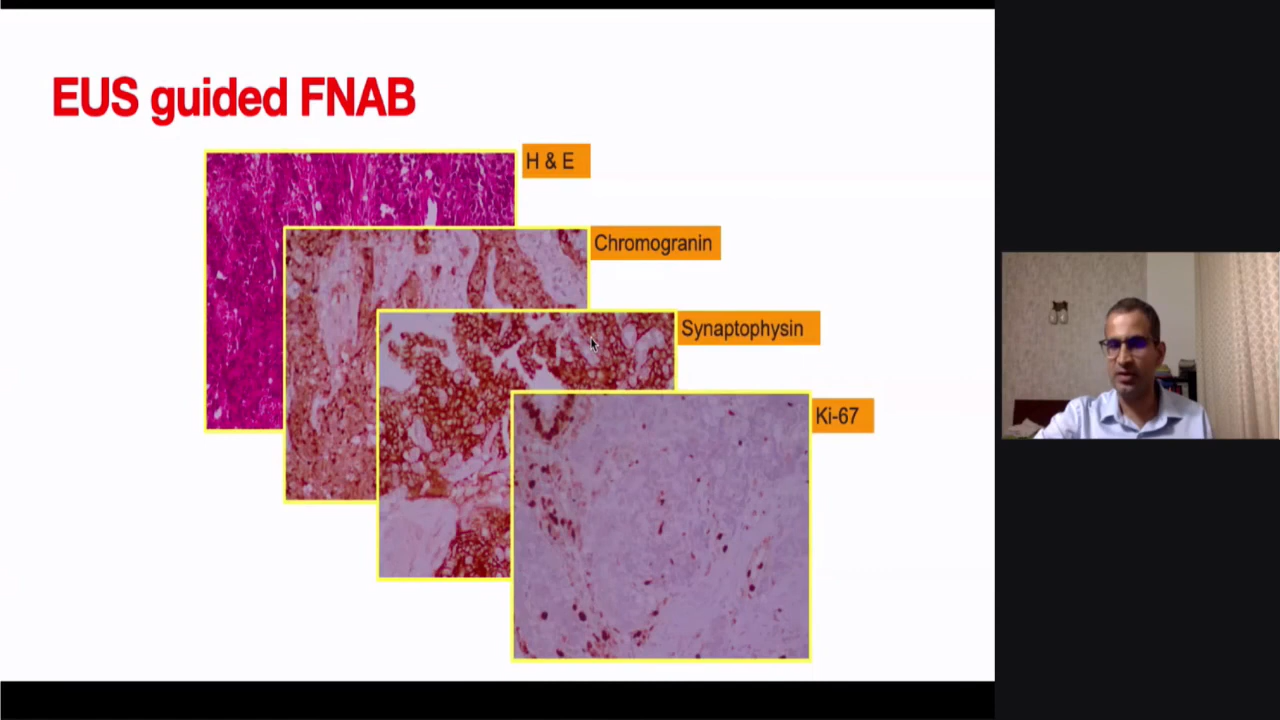 EUS guided FNAB
H & E
Chromogranin
Synaptophysin
Ki-67